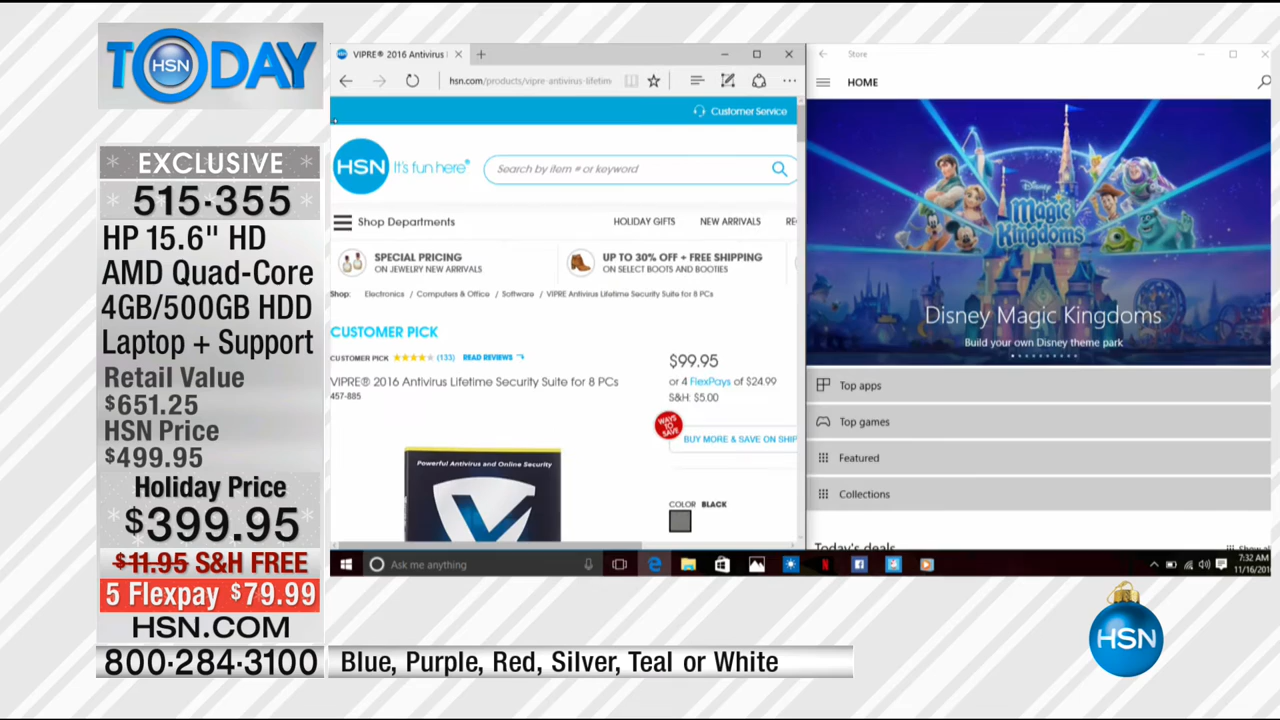 TODAY
HSN
EXCLUSIVE
515·355
HP 15.6" HD
AMD Quad-Core
4GB/500GB HDD
Laptop + Support
Retail Value
$651.25
HSN Price
$499.95
Holiday Price
$399.95
$11.95 S&H FREE
5 Flexpay $79.99
HSN.COM
800·284·3100
Blue, Purple, Red, Silver, Teal or White
VIPRE® 2016 Antivirus
hsn.com/products/vipre-antivirus-lifetim
Customer Service
HSN It's fun here®
Search by item # or keyword
Shop Departments
HOLIDAY GIFTS
NEW ARRIVALS
SPECIAL PRICING
ON JEWELRY NEW ARRIVALS
UP TO 30% OFF + FREE SHIPPING
ON SELECT BOOTS AND BOOTIES
Shop: Electronics / Computers & Office / Software / VIPRE Antivirus Lifetime Security Suite for 8 PCs
CUSTOMER PICK
CUSTOMER PICK (133) READ REVIEWS
VIPRE® 2016 Antivirus Lifetime Security Suite for 8 PCs
457-885
$99.95
or 4 FlexPays of $24.99
S&H: $5.00
WAYS TO SAVE
BUY MORE & SAVE ON SHIP
COLOR BLACK
Powerful Antivirus and Online Security
Store
HOME
Disney
Magic
Kingdoms
Disney Magic Kingdoms
Build your own Disney theme park
Top apps
Top games
Featured
Collections
Today's deals
Show all
Ask me anything
7:32 AM
11/16/201
HSN